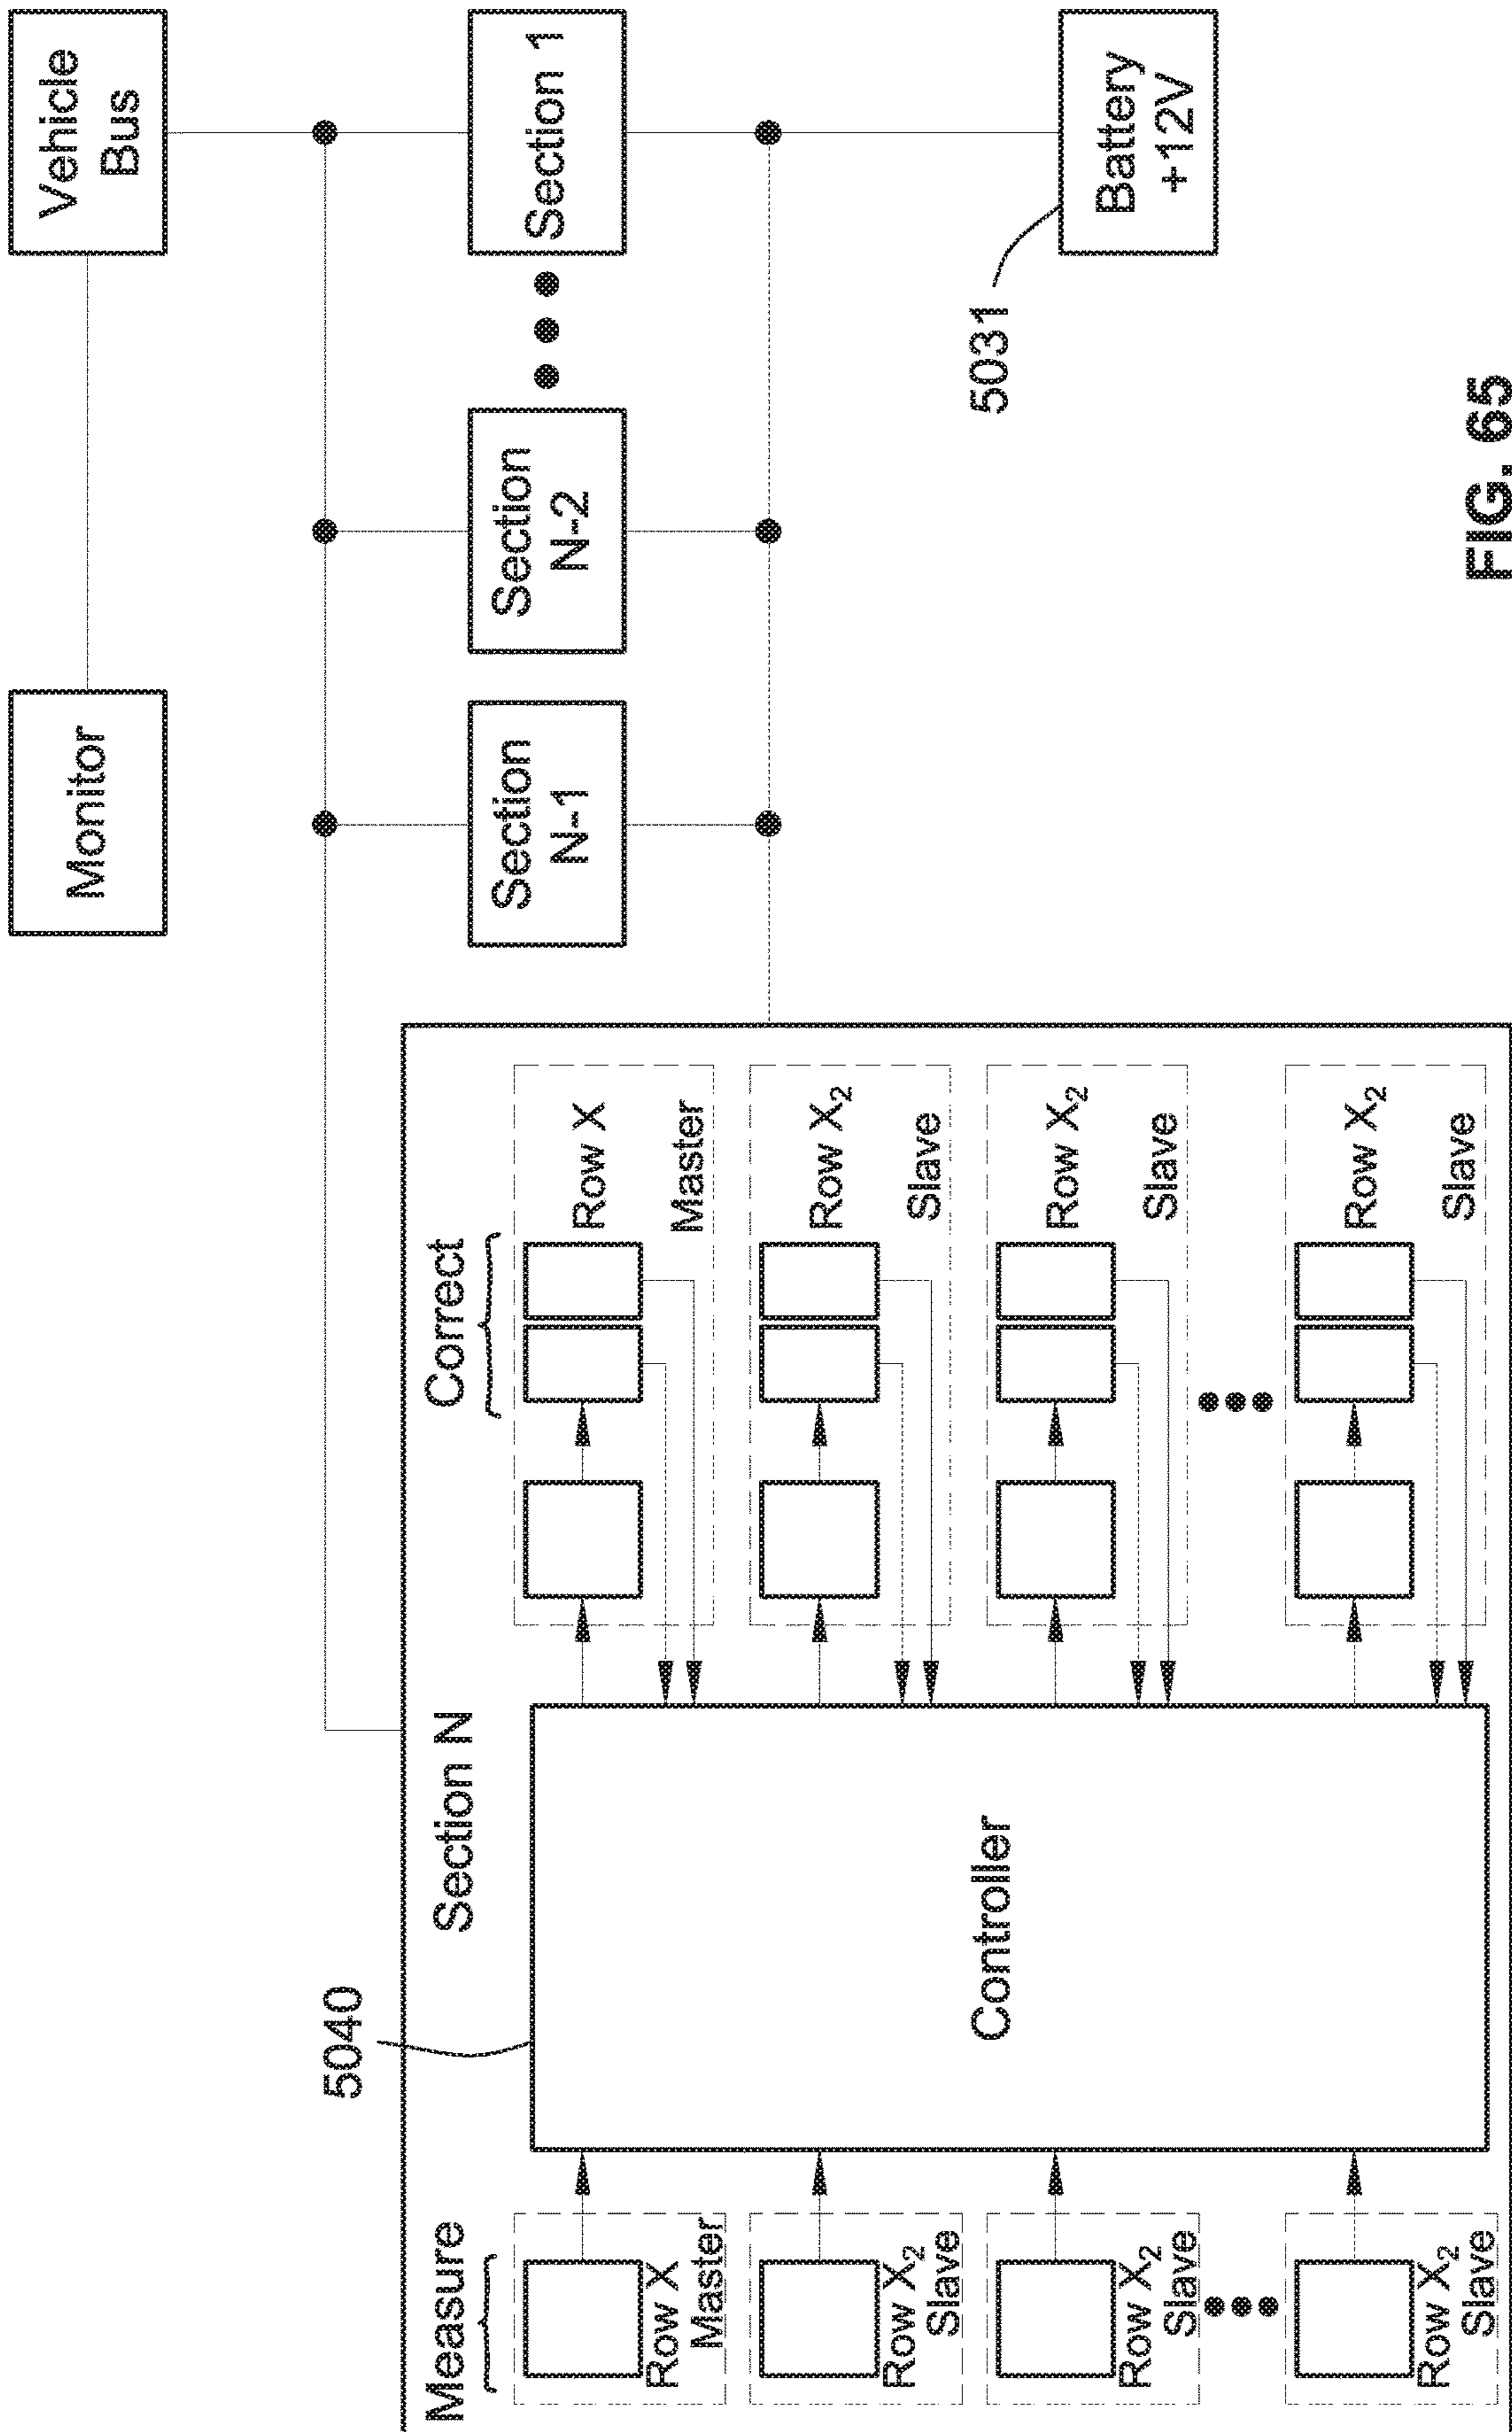 Monitor
Vehicle
Bus
5040
Measure
Section N
Correct
Section
N-1
Section
N-2
Section 1
Row X
Master
Row X
Master
Row X₂
Slave
Row X₂
Slave
Controller
Row X₂
Slave
Row X₂
Slave
Row X₂
Slave
Row X₂
Slave
5031
Battery
+12V
FIG. 65